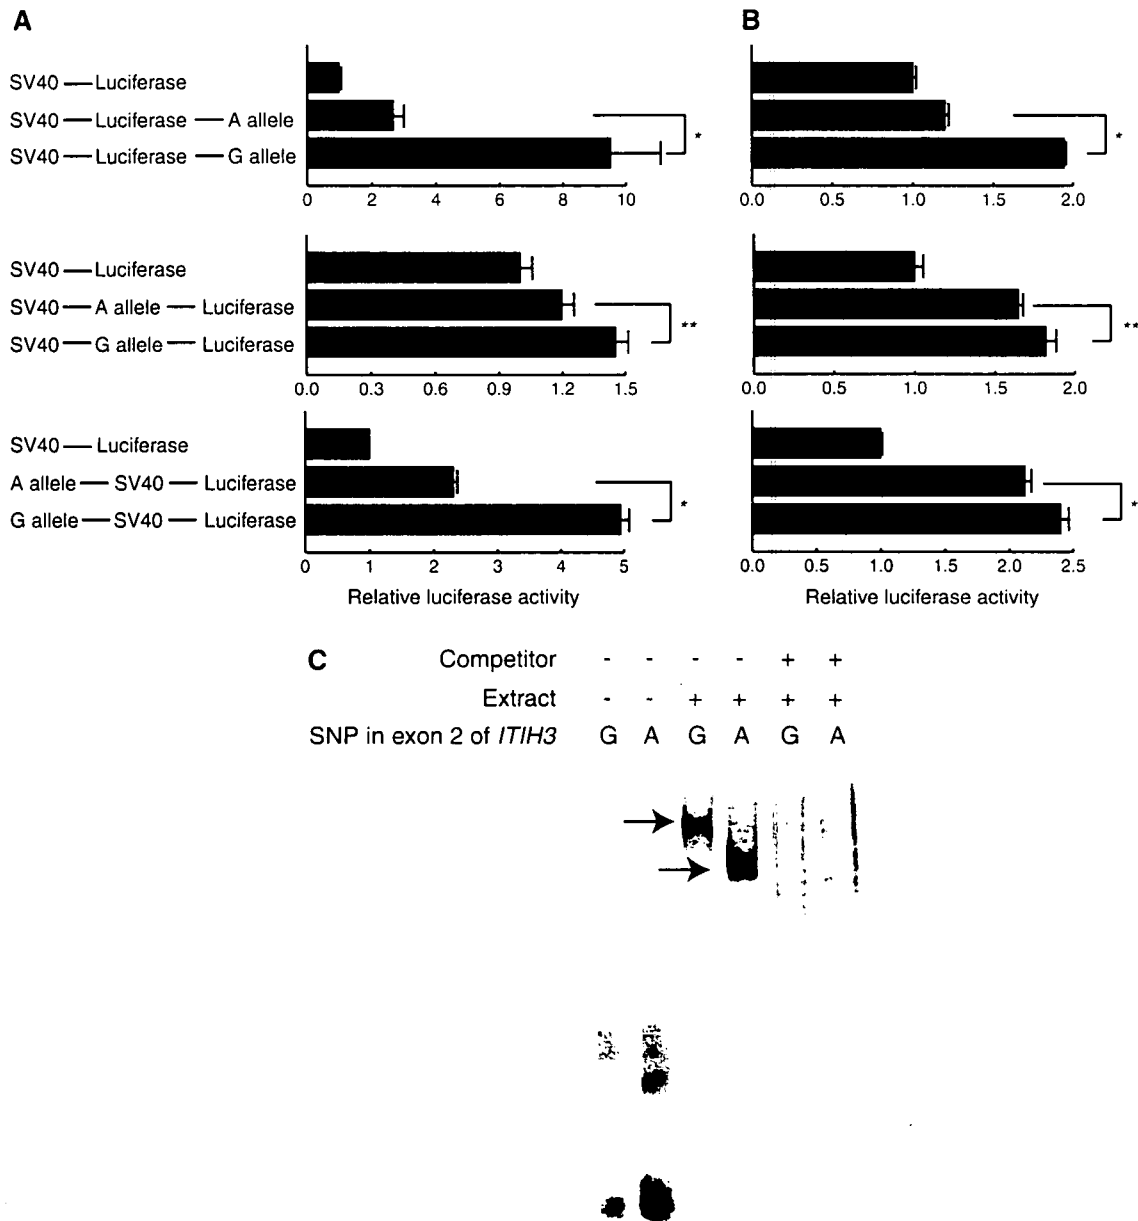 A
B
SV40 — Luciferase
SV40 — Luciferase — A allele
SV40 — Luciferase — G allele
*
*
0 2 4 6 8 10
0.0 0.5 1.0 1.5 2.0
SV40 — Luciferase
SV40 — A allele — Luciferase
SV40 — G allele — Luciferase
**
**
0.0 0.3 0.6 0.9 1.2 1.5
0.0 0.5 1.0 1.5 2.0
SV40 — Luciferase
A allele — SV40 — Luciferase
G allele — SV40 — Luciferase
*
*
0 1 2 3 4 5
0.0 0.5 1.0 1.5 2.0 2.5
Relative luciferase activity
Relative luciferase activity
C
Competitor - - - - + +
Extract - - + + + +
SNP in exon 2 of ITIH3 G A G A G A